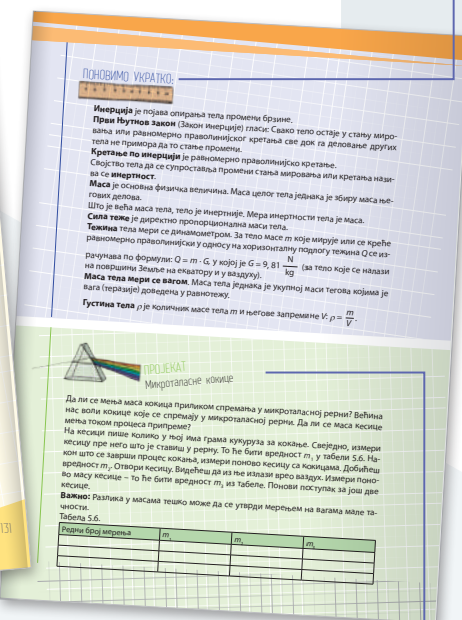 ПОНОВИМО УКРАТКО:
Инерција је појава опирања тела промени брзине.
Први Њутнов закон (Закон инерције) гласи: Свако тело остаје у стању миро-
вања или равномерно праволинијског кретања све док га деловање других
тела не примора да то стање промени.
Кретање по инерцији је равномерно праволинијско кретање.
Својство тела да се супротставља промени стања мировања или кретања нази-
ва се инертност.
Маса је основна физичка величина. Маса целог тела једнака је збиру маса ње-
гових делова.
Што је већа маса тела, тело је инертније. Мера инертности тела је маса.
Сила теже је директно пропорционална маси тела.
Тежина тела мери се динамометром. За тело масе m које мирује или се креће
равномерно праволинијски у односу на хоризонталну подлогу тежина Q се из-
рачунава по формули: Q = m · G, у којој је G = 9, 81 N/kg (за тело које се налази
на површини Земље на екватору и у ваздуху).
Маса тела мери се вагом. Маса тела једнака је укупној маси тегова којима је
вага (теразије) доведена у равнотежу.
Густина тела ρ је количник масе тела m и његове запремине V: ρ = m/V.
ПРОЈЕКАТ
Микроталасне кокице
Да ли се мења маса кокица приликом спремања у микроталасној рерни? Већина
нас воли кокице које се спремају у микроталасној рерни. Да ли се маса кесице
мења током процеса припреме?
На кесици пише колико у њој има грама кукуруза за кокање. Свеједно, измери
кесицу пре него што је ставиш у рерну. То ће бити вредност m₁ у табели 5.6. На-
кон што се заврши процес кокања, измери поново кесицу са кокицама. Добићеш
вредност m₂. Отвори кесицу. Видећеш да из ње излази врео ваздух. Измери поно-
во масу кесице – то ће бити вредност m₃ из табеле. Понови поступак за још две
кесице.
Важно: Разлика у масама тешко може да се утврди мерењем на вагама мале та-
чности.
Табела 5.6.
Редни број мерења m₁ m₂ m₃
131